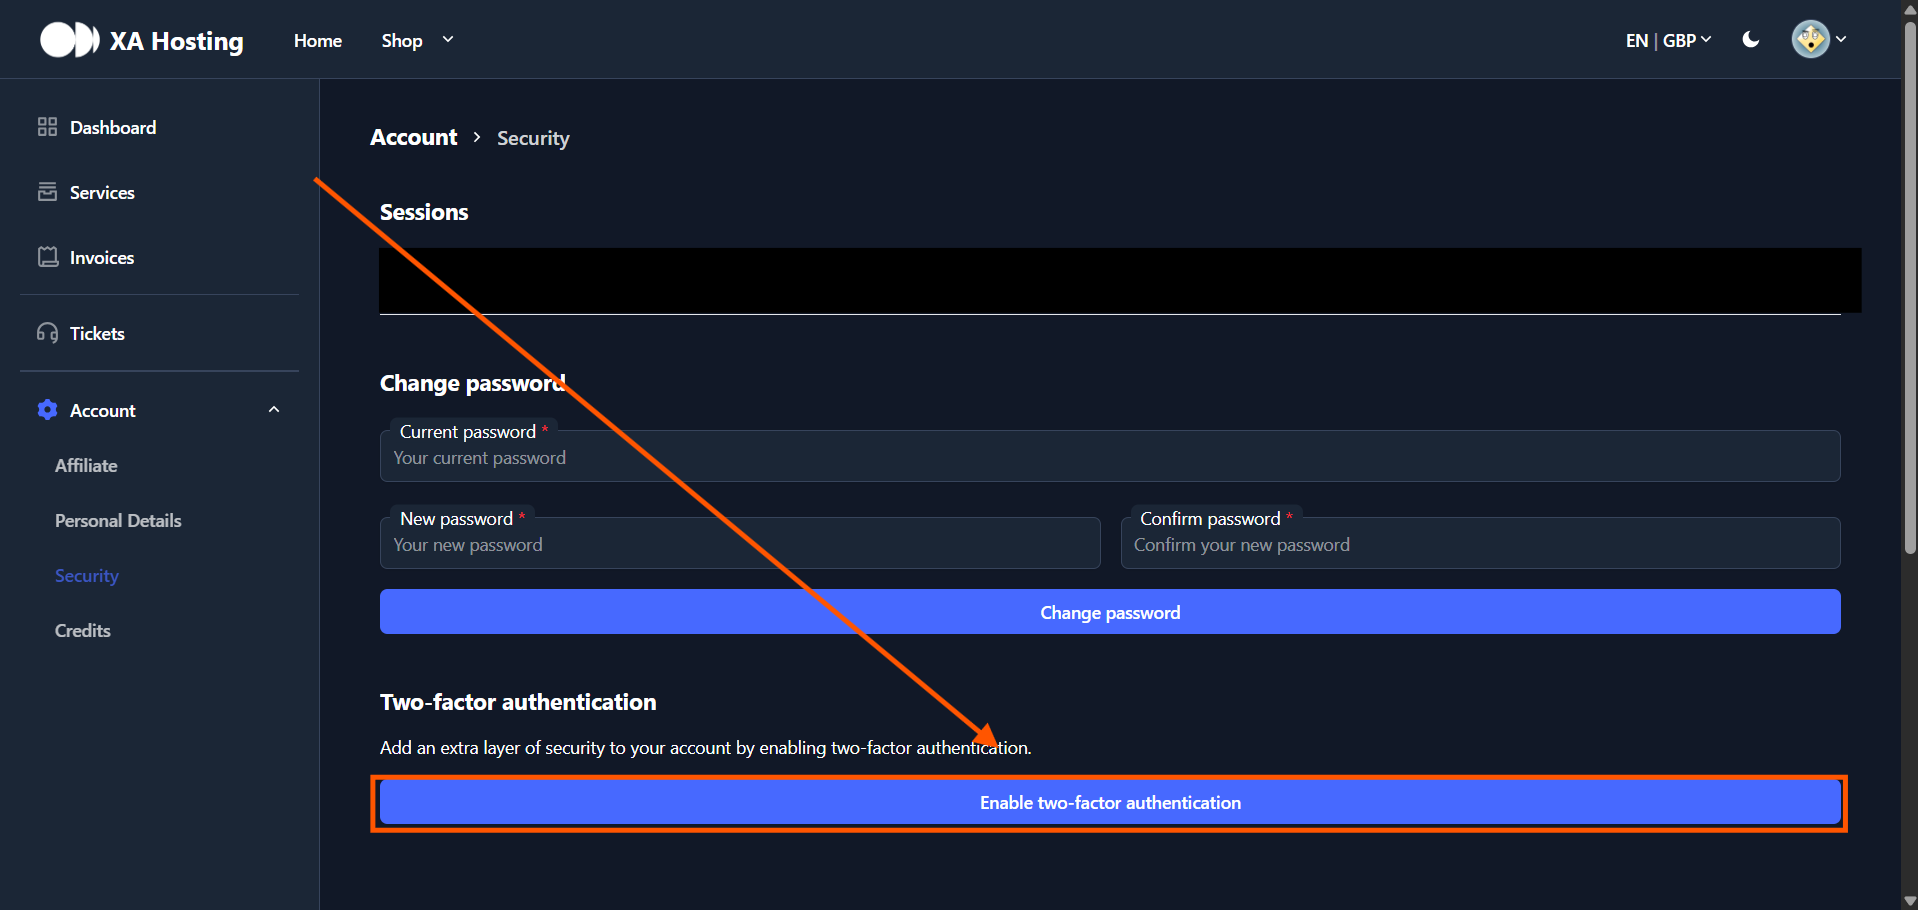 XA Hosting
Home
Shop
EN | GBP
Dashboard
Services
Invoices
Tickets
Account
Affiliate
Personal Details
Security
Credits
Account > Security
Sessions
Change password
Current password *
Your current password
New password *
Your new password
Confirm password *
Confirm your new password
Change password
Two-factor authentication
Add an extra layer of security to your account by enabling two-factor authentication.
Enable two-factor authentication